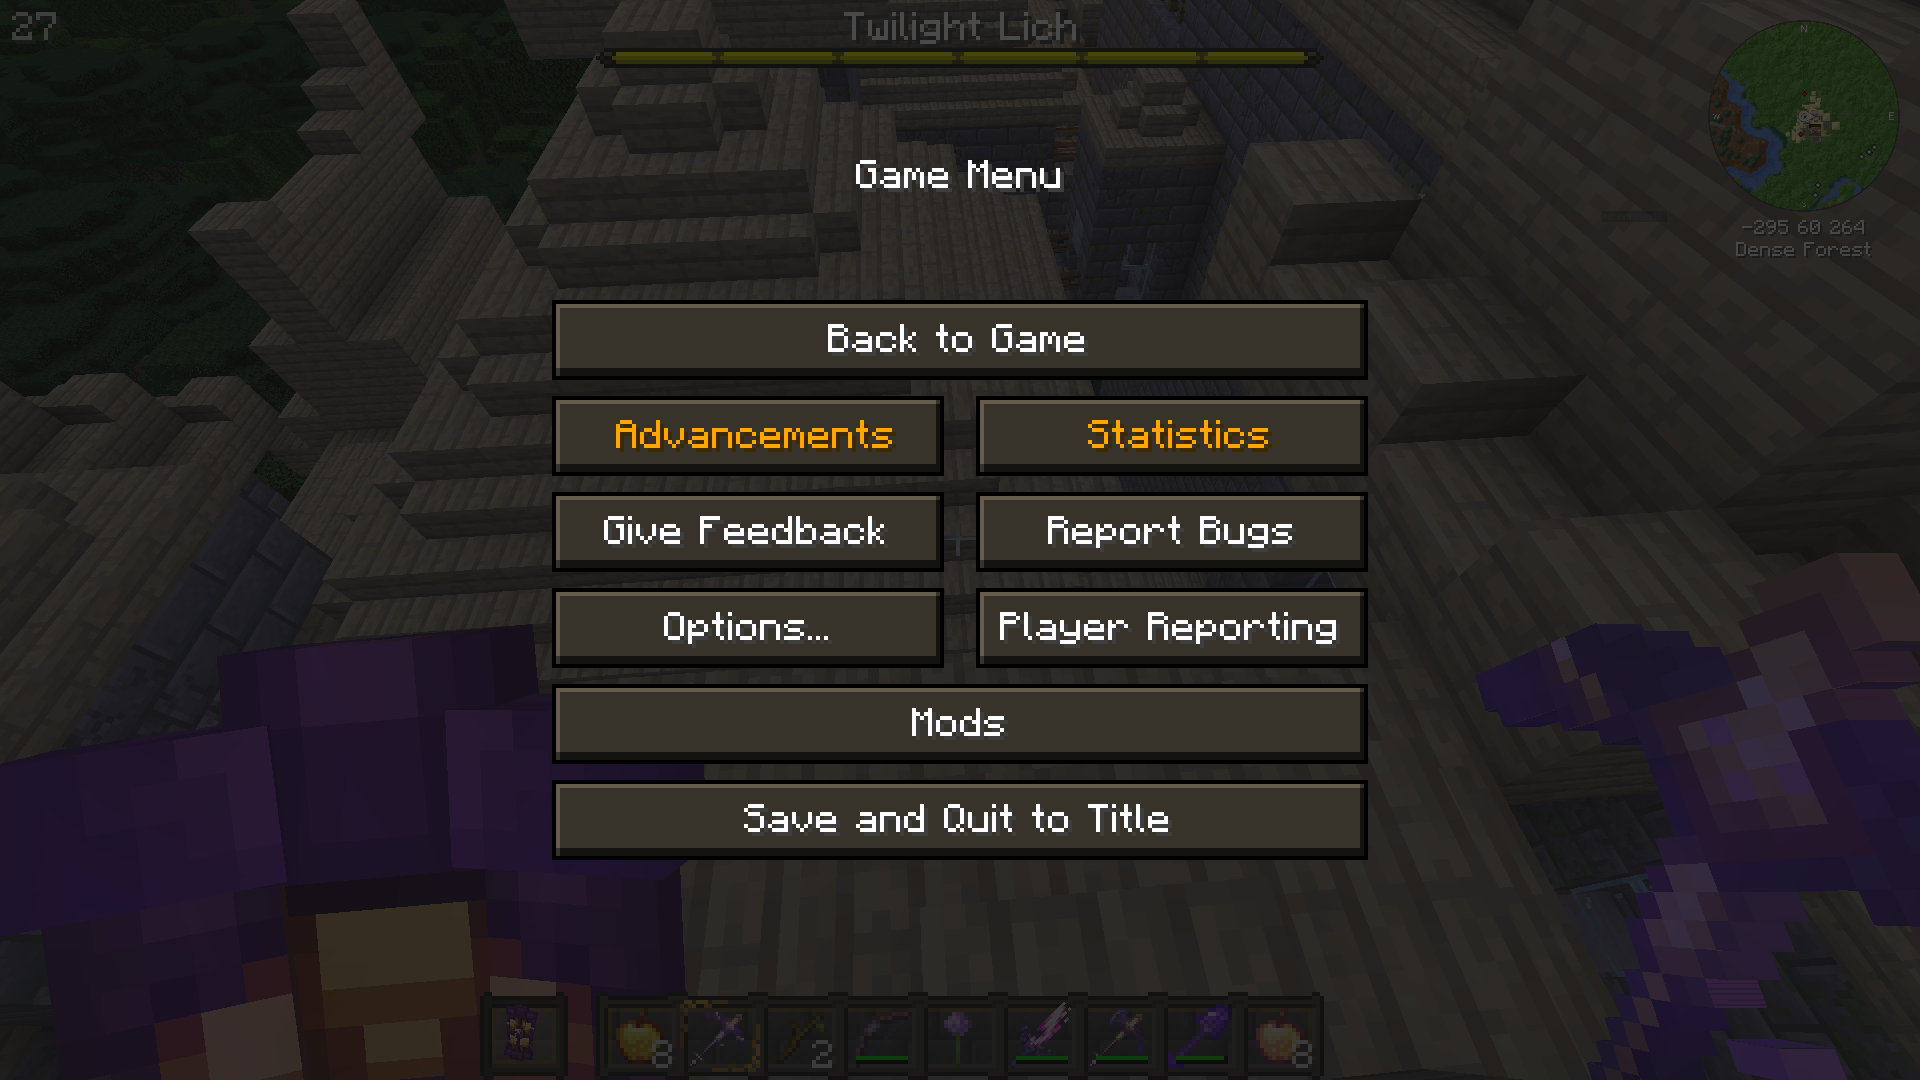 27
Twilight Lich
N
W
E
S
-295 60 264
Dense Forest
Game Menu
Back to Game
Advancements
Statistics
Give Feedback
Report Bugs
Options...
Player Reporting
Mods
Save and Quit to Title
8
2
8